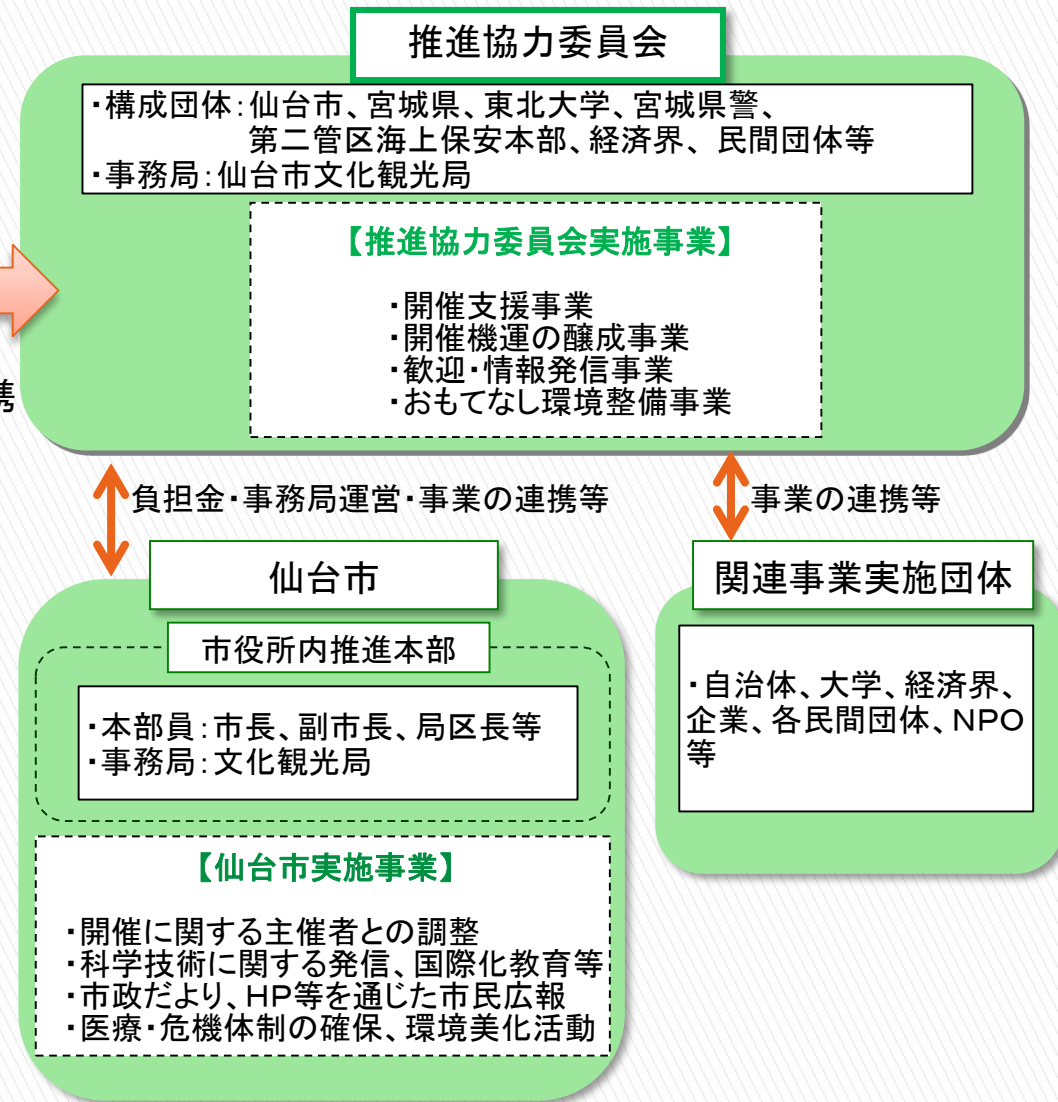 推進協力委員会
・構成団体：仙台市、宮城県、東北大学、宮城県警、
第二管区海上保安本部、経済界、民間団体等
・事務局：仙台市文化観光局
【推進協力委員会実施事業】
・開催支援事業
・開催機運の醸成事業
・歓迎・情報発信事業
・おもてなし環境整備事業
携
負担金・事務局運営・事業の連携等
事業の連携等
仙台市
市役所内推進本部
・本部員：市長、副市長、局区長等
・事務局：文化観光局
【仙台市実施事業】
・開催に関する主催者との調整
・科学技術に関する発信、国際化教育等
・市政だより、HP等を通じた市民広報
・医療・危機体制の確保、環境美化活動
関連事業実施団体
・自治体、大学、経済界、
企業、各民間団体、NPO
等